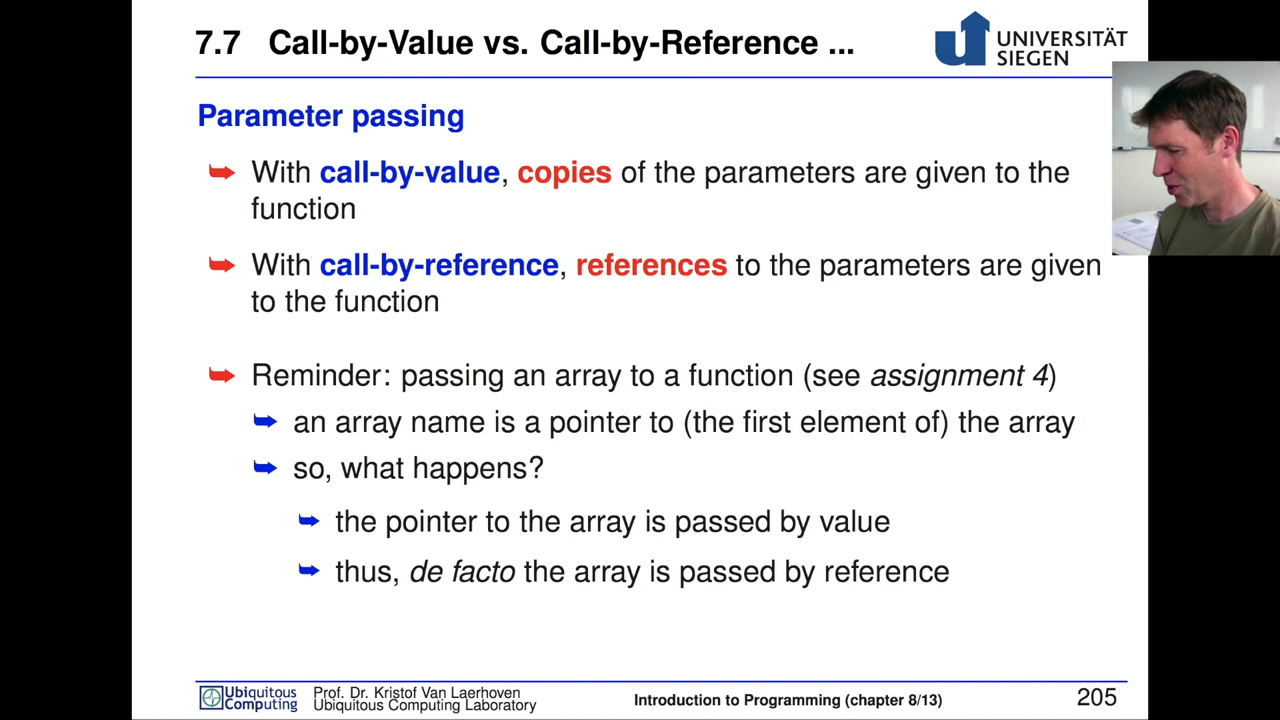 7.7 Call-by-Value vs. Call-by-Reference ...
UNIVERSITÄT
SIEGEN
Parameter passing
With call-by-value, copies of the parameters are given to the
function
With call-by-reference, references to the parameters are given
to the function
Reminder: passing an array to a function (see assignment 4)
an array name is a pointer to (the first element of) the array
so, what happens?
the pointer to the array is passed by value
thus, de facto the array is passed by reference
Ubiquitous
Computing
Prof. Dr. Kristof Van Laerhoven
Ubiquitous Computing Laboratory
Introduction to Programming (chapter 8/13)
205